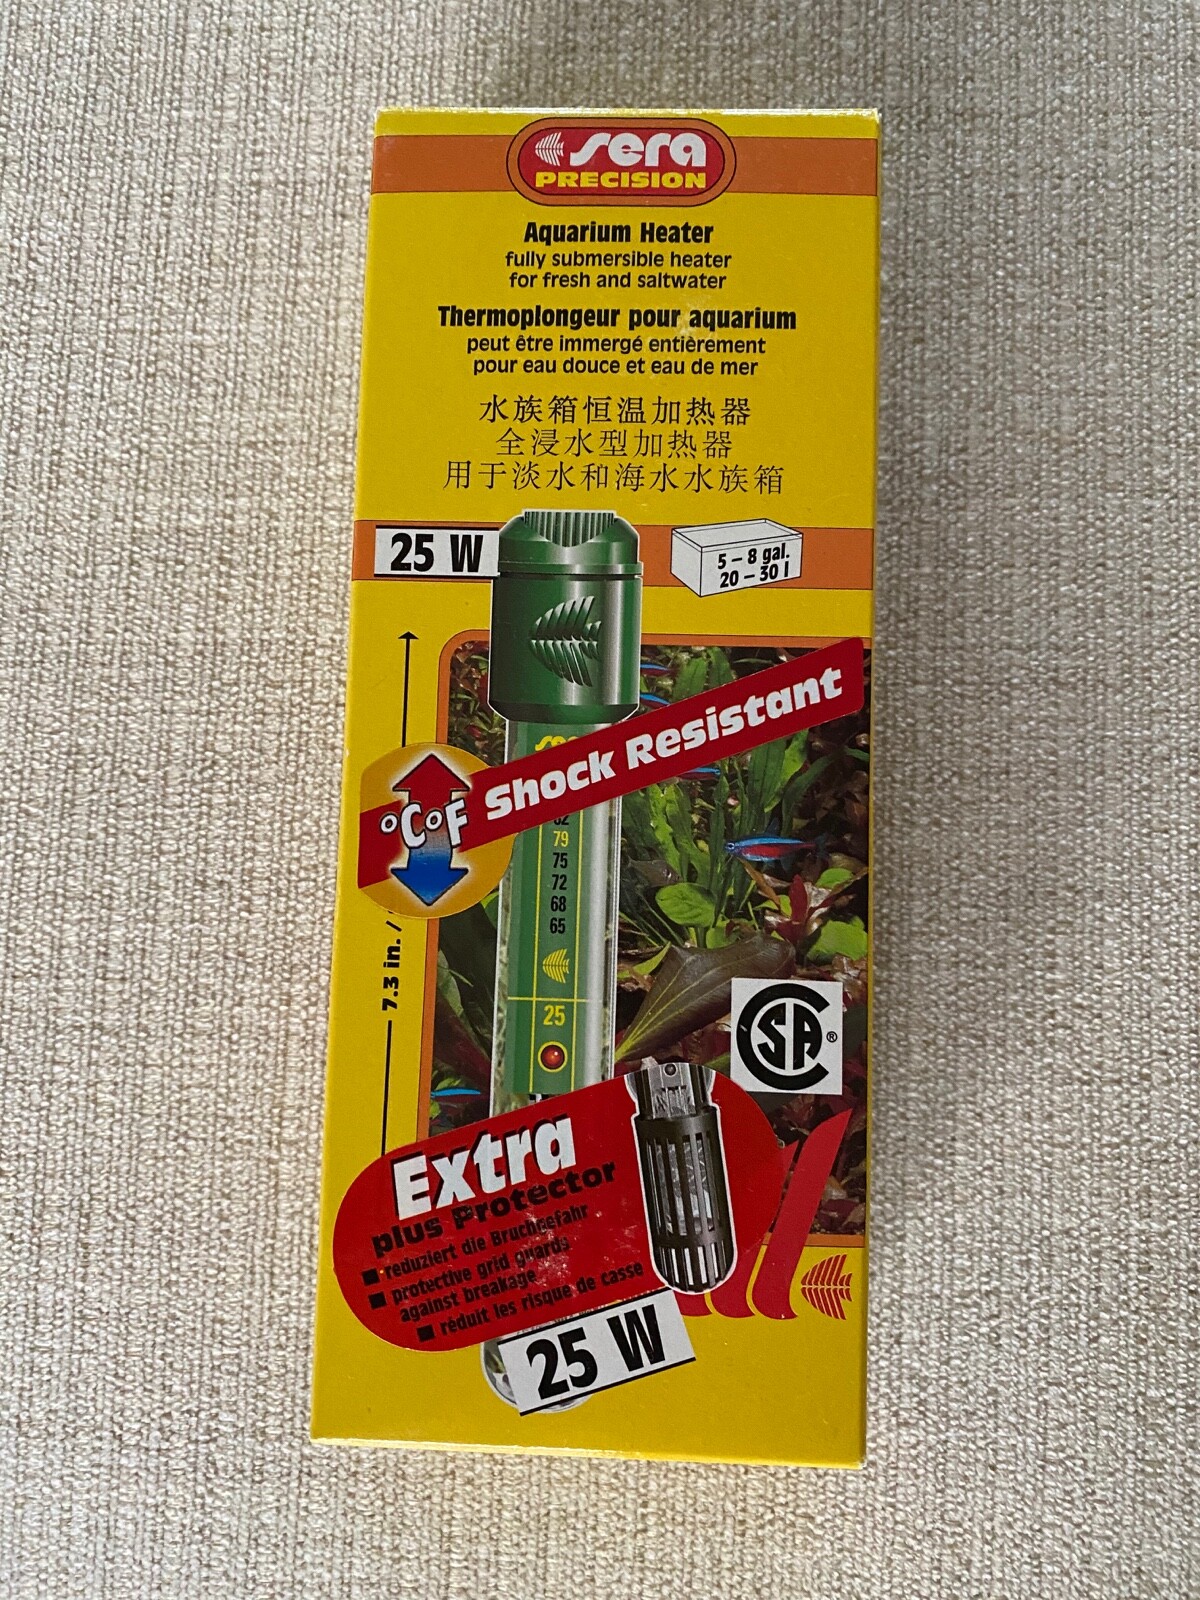 sera
PRECISION
Aquarium Heater
fully submersible heater
for fresh and saltwater
Thermoplongeur pour aquarium
peut être immergé entièrement
pour eau douce et eau de mer
水族箱恒温加热器
全浸水型加热器
用于淡水和海水水族箱
25 W
5 – 8 gal.
20 – 30 l
Shock Resistant
°C°F
79
75
72
68
65
7.3 in. /
25
CSA®
Extra
plus Protector
■ reduziert die Bruchgefahr
■ protective grid guards
against breakage
■ réduit les risque de casse
25 W